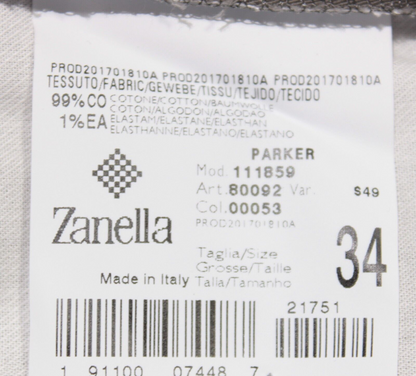 PROD201701810A PROD201701810A PROD201701810A
TESSUTO/FABRIC/GEWEBE/TISSU/TEJIDO/TECIDO
99%CO COTONE/COTTON/BAUMWOLLE
COTON/ALGODON/ALGODAO
1%EA ELASTAM/ELASTANE/ELASTHAN
ELASTHANNE/ELASTANO/ELASTANO
PARKER
Mod. 111859
Art. 80092 Var. S49
Col. 00053
PROD201701810A
Zanella
34
Taglia/Size
Grosse/Taille
Talla/Tamanho
Made in Italy
21751
1 91100 07448 7